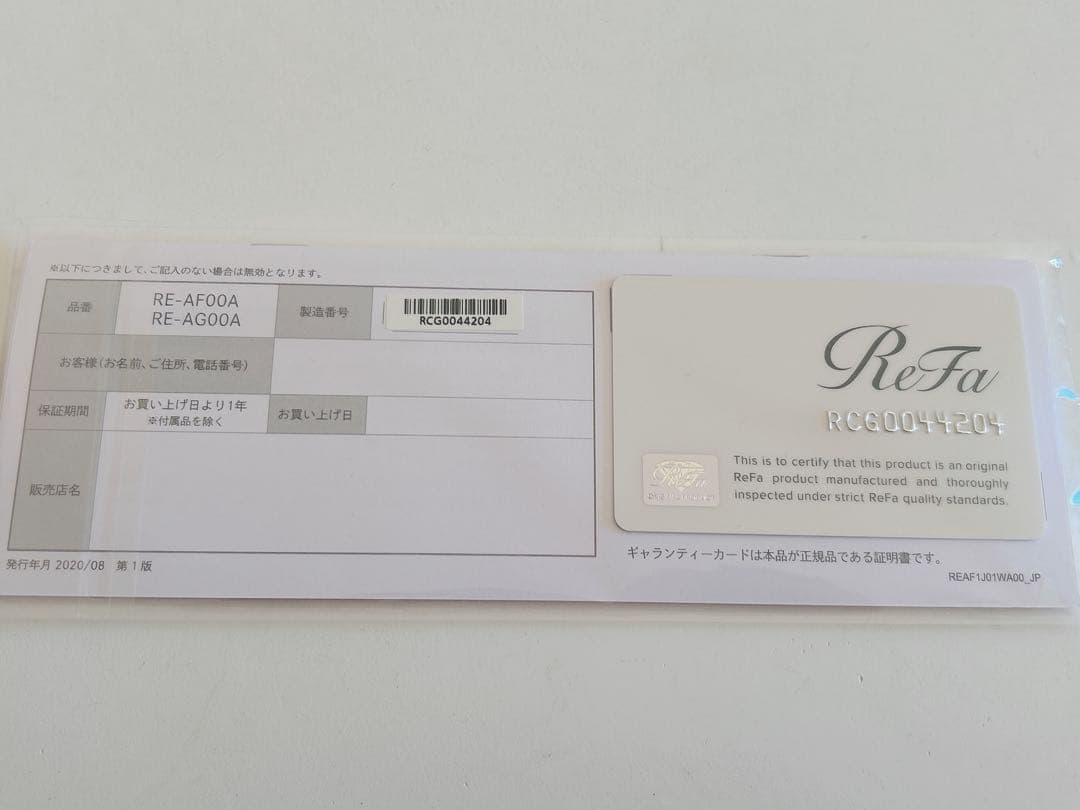 ※以下につきまして、ご記入のない場合は無効となります。
品番
RE-AF00A
RE-AG00A
製造番号
RCG0044204
お客様(お名前、ご住所、電話番号)
保証期間
お買い上げ日より1年
※付属品を除く
お買い上げ日
販売店名
発行年月 2020/08 第1版
ReFa
RCG0044204
ReFa
This is to certify that this product is an original
ReFa product manufactured and thoroughly
inspected under strict ReFa quality standards.
ギャランティーカードは本品が正規品である証明書です。
REAF1J01WA00_JP